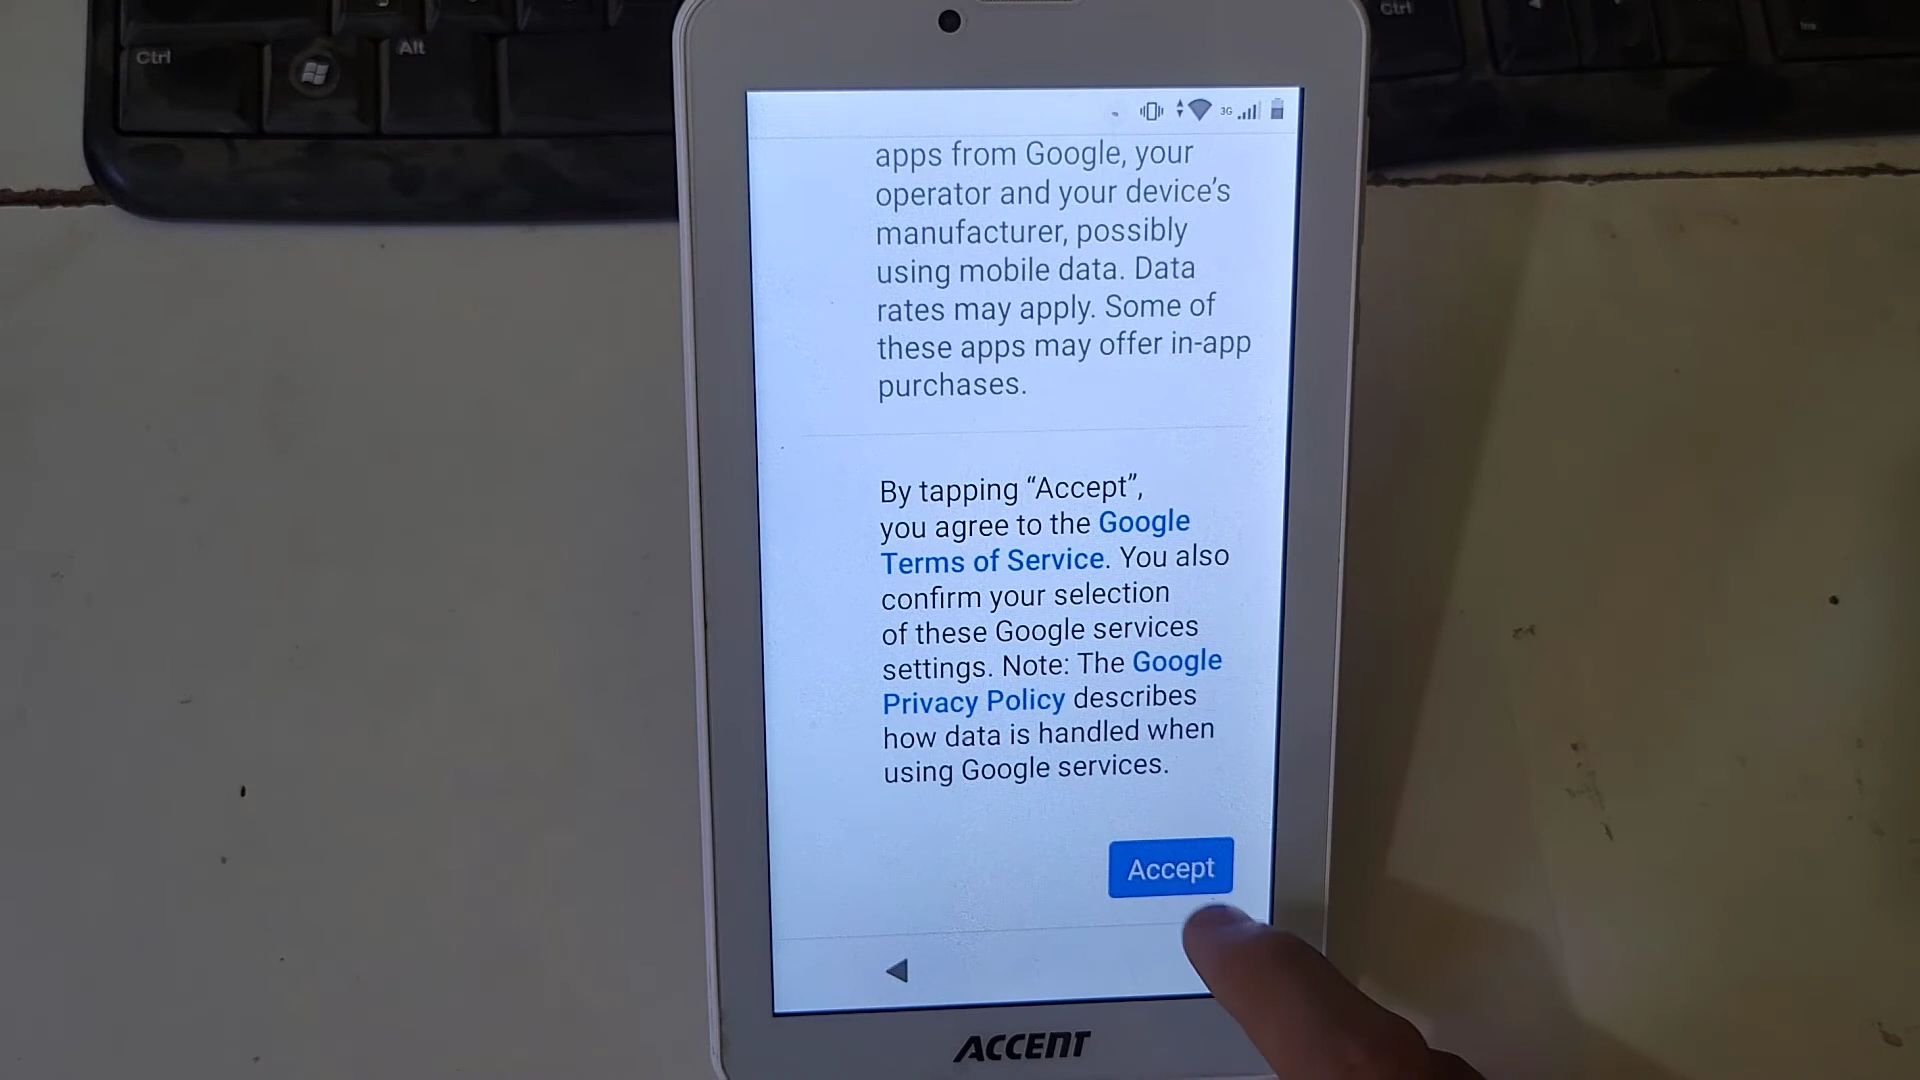 Ctrl
Alt
Ctrl
Ins
3G
apps from Google, your
operator and your device’s
manufacturer, possibly
using mobile data. Data
rates may apply. Some of
these apps may offer in-app
purchases.
By tapping “Accept”,
you agree to the Google
Terms of Service. You also
confirm your selection
of these Google services
settings. Note: The Google
Privacy Policy describes
how data is handled when
using Google services.
Accept
ACCENT